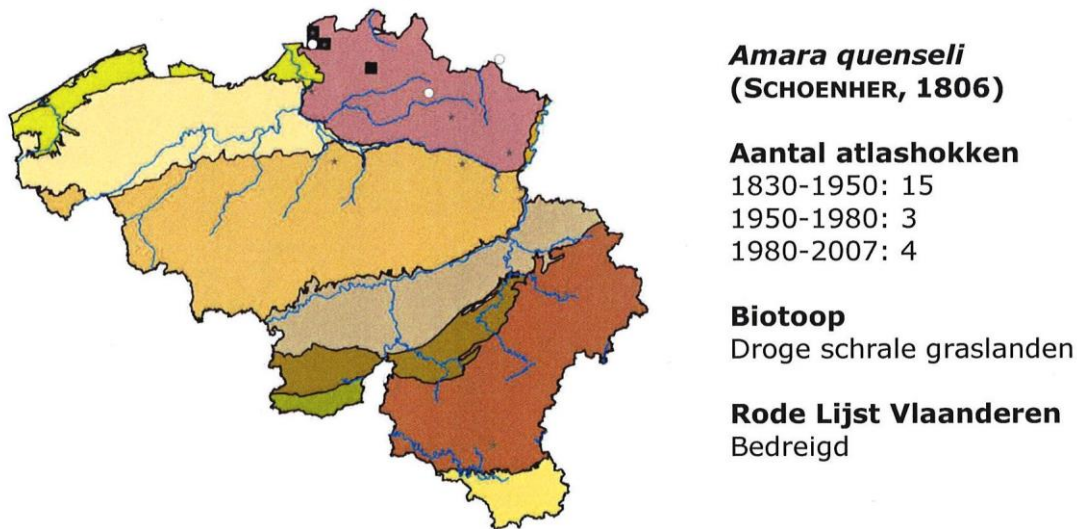 Amara quenseli
(SCHOENHER, 1806)
Aantal atlashokken
1830-1950: 15
1950-1980: 3
1980-2007: 4
Biotoop
Droge schrale graslanden
Rode Lijst Vlaanderen
Bedreigd